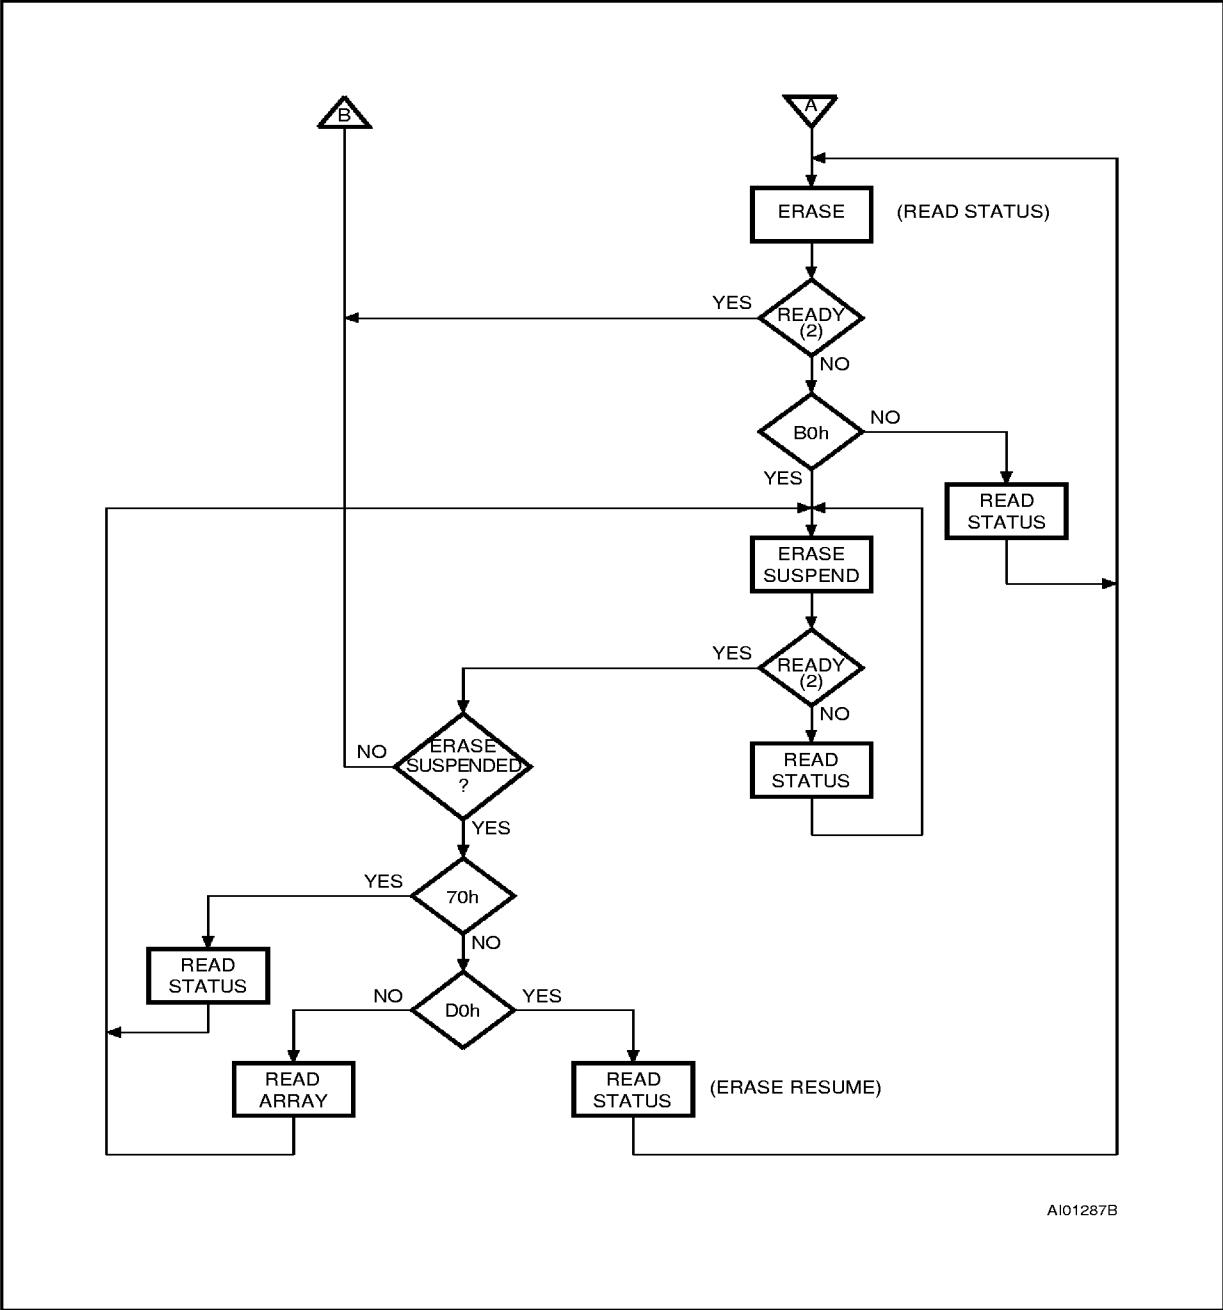 B
A
ERASE
(READ STATUS)
YES
READY
(2)
NO
B0h
NO
YES
READ
STATUS
ERASE
SUSPEND
YES
READY
(2)
NO
NO
ERASE
SUSPENDED
?
READ
STATUS
YES
YES
70h
NO
READ
STATUS
NO
D0h
YES
READ
ARRAY
READ
STATUS
(ERASE RESUME)
AI01287B